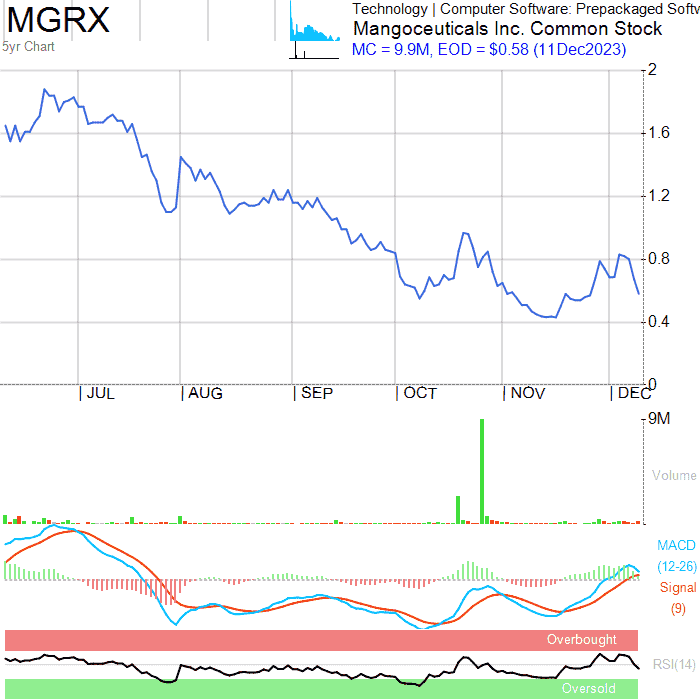 MGRX
5yr Chart
Technology | Computer Software: Prepackaged Softw
Mangoceuticals Inc. Common Stock
MC = 9.9M, EOD = $0.58 (11Dec2023)
2
1.6
1.2
0.8
0.4
0
| JUL | AUG | SEP | OCT | NOV | DEC
9M
Volume
MACD
(12-26)
Signal
(9)
Overbought
RSI(14)
Oversold